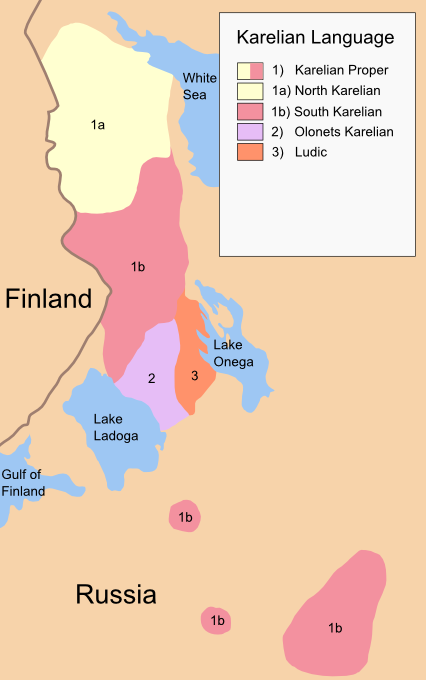 Karelian Language
1) Karelian Proper
1a) North Karelian
1b) South Karelian
2) Olonets Karelian
3) Ludic
White
Sea
1a
1b
Finland
Lake
Onega
2
3
Lake
Ladoga
Gulf of
Finland
1b
Russia
1b
1b